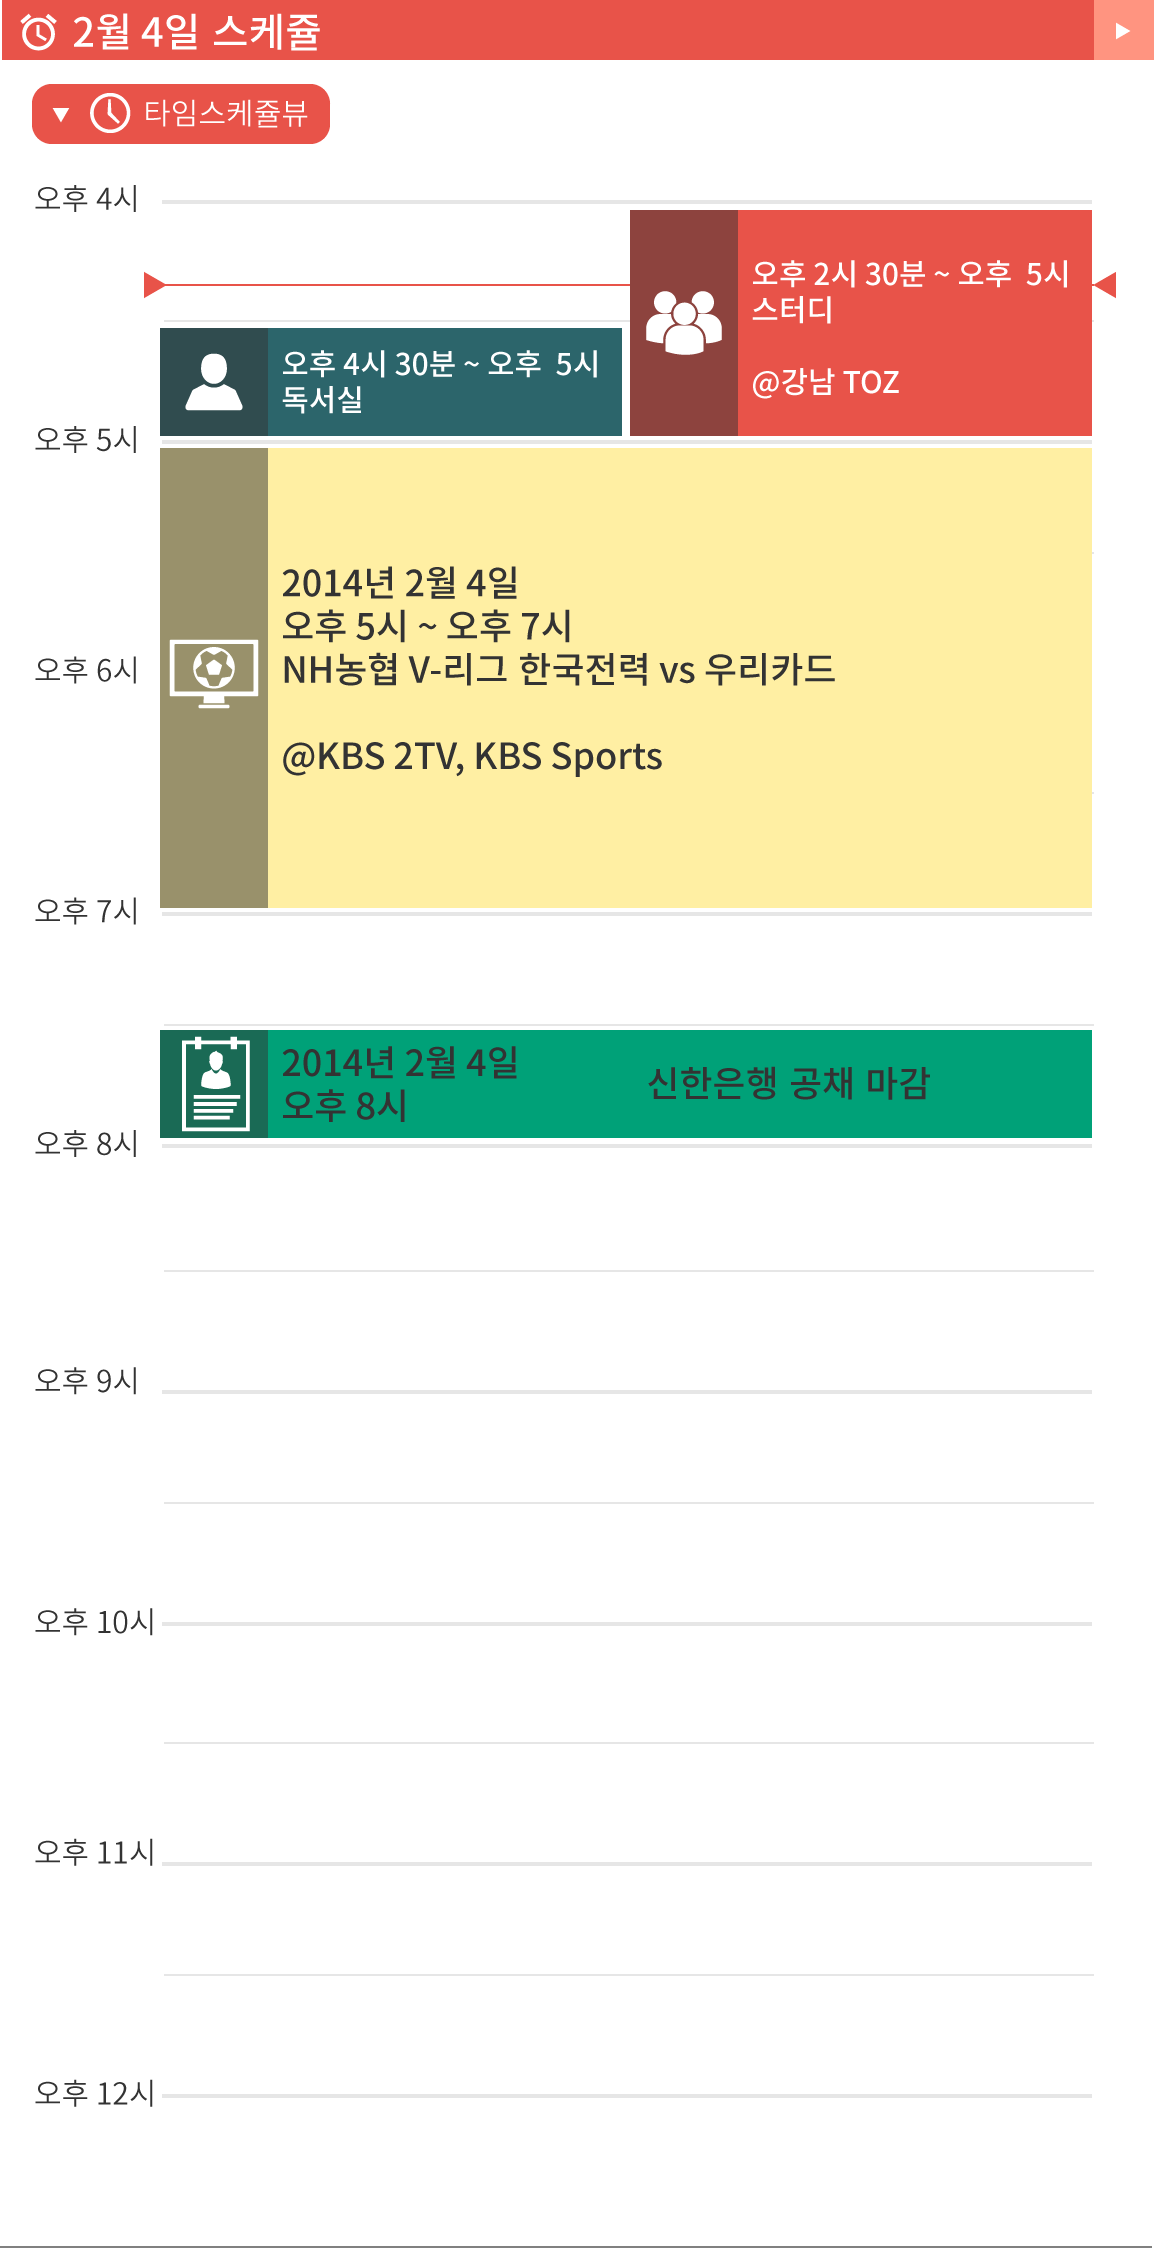 2월 4일 스케쥴
타임스케쥴뷰
오후 4시
오후 2시 30분 ~ 오후 5시
스터디
@강남 TOZ
오후 4시 30분 ~ 오후 5시
독서실
오후 5시
2014년 2월 4일
오후 5시 ~ 오후 7시
NH농협 V-리그 한국전력 vs 우리카드
@KBS 2TV, KBS Sports
오후 6시
오후 7시
2014년 2월 4일
오후 8시
신한은행 공채 마감
오후 8시
오후 9시
오후 10시
오후 11시
오후 12시